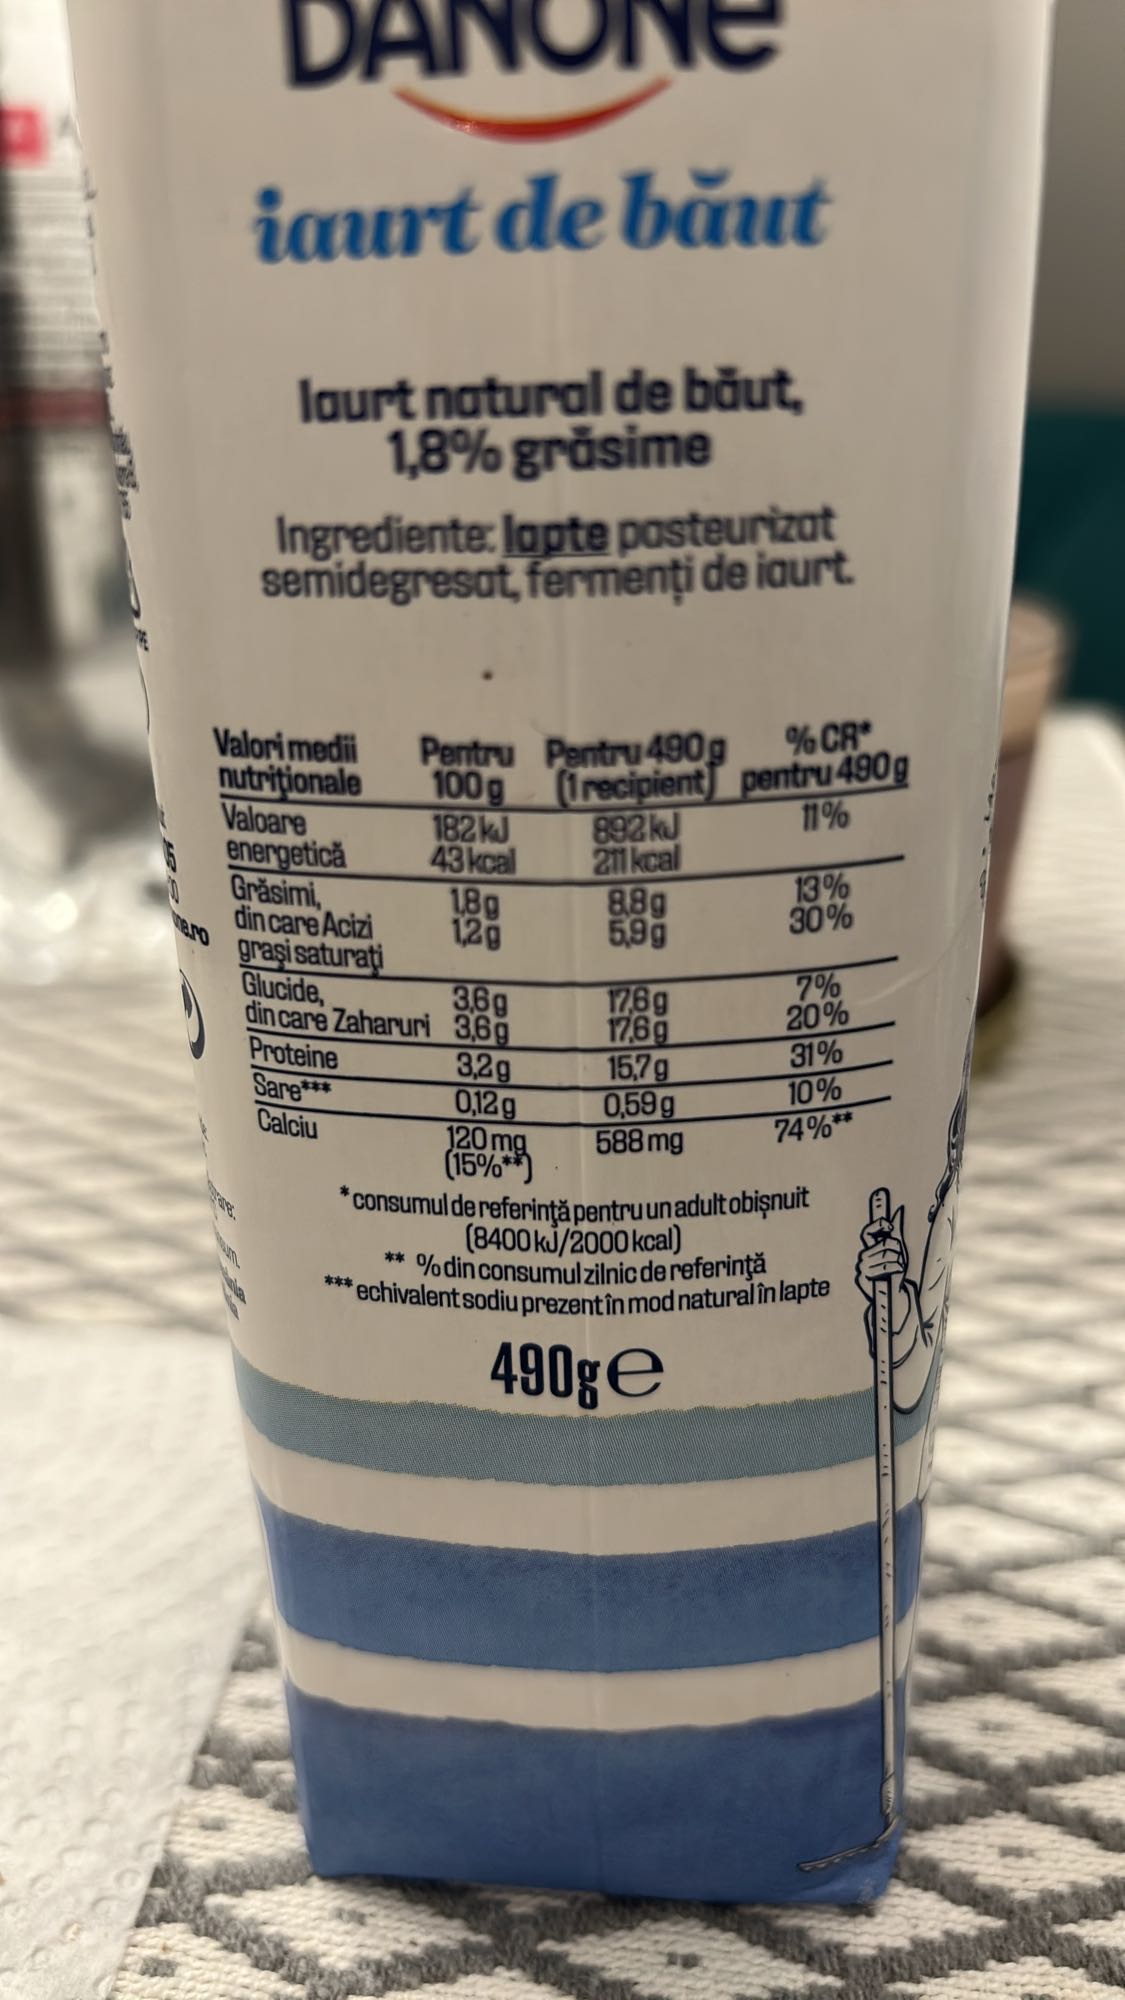 DANONE
iaurt de băut
Iaurt natural de băut,
1,8% grăsime
Ingrediente: lapte pasteurizat
semidegresat, fermenți de iaurt.
Valori medii nutriționale Pentru 100 g Pentru 490 g (1 recipient) % CR* pentru 490 g
Valoare energetică 182 kJ 43 kcal 892 kJ 211 kcal 11%
Grăsimi, 1,8 g 8,8 g 13%
din care Acizi grași saturați 1,2 g 5,9 g 30%
Glucide, 3,6 g 17,6 g 7%
din care Zaharuri 3,6 g 17,6 g 20%
Proteine 3,2 g 15,7 g 31%
Sare*** 0,12 g 0,59 g 10%
Calciu 120 mg (15%**) 588 mg 74%**
*consumul de referință pentru un adult obișnuit
(8400 kJ/2000 kcal)
** % din consumul zilnic de referință
*** echivalent sodiu prezent în mod natural în lapte
490g e